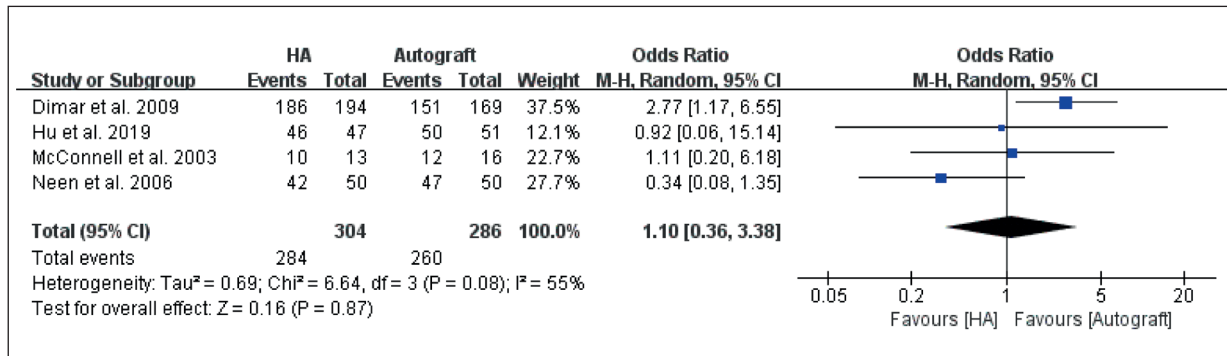 HA Autograft Odds Ratio Odds Ratio
Study or Subgroup Events Total Events Total Weight M-H, Random, 95% CI M-H, Random, 95% CI
Dimar et al. 2009 186 194 151 169 37.5% 2.77 [1.17, 6.55]
Hu et al. 2019 46 47 50 51 12.1% 0.92 [0.06, 15.14]
McConnell et al. 2003 10 13 12 16 22.7% 1.11 [0.20, 6.18]
Neen et al. 2006 42 50 47 50 27.7% 0.34 [0.08, 1.35]
Total (95% CI) 304 286 100.0% 1.10 [0.36, 3.38]
Total events 284 260
Heterogeneity: Tau² = 0.69; Chi² = 6.64, df = 3 (P = 0.08); I² = 55%
Test for overall effect: Z = 0.16 (P = 0.87)
0.05 0.2 1 5 20
Favours [HA] Favours [Autograft]